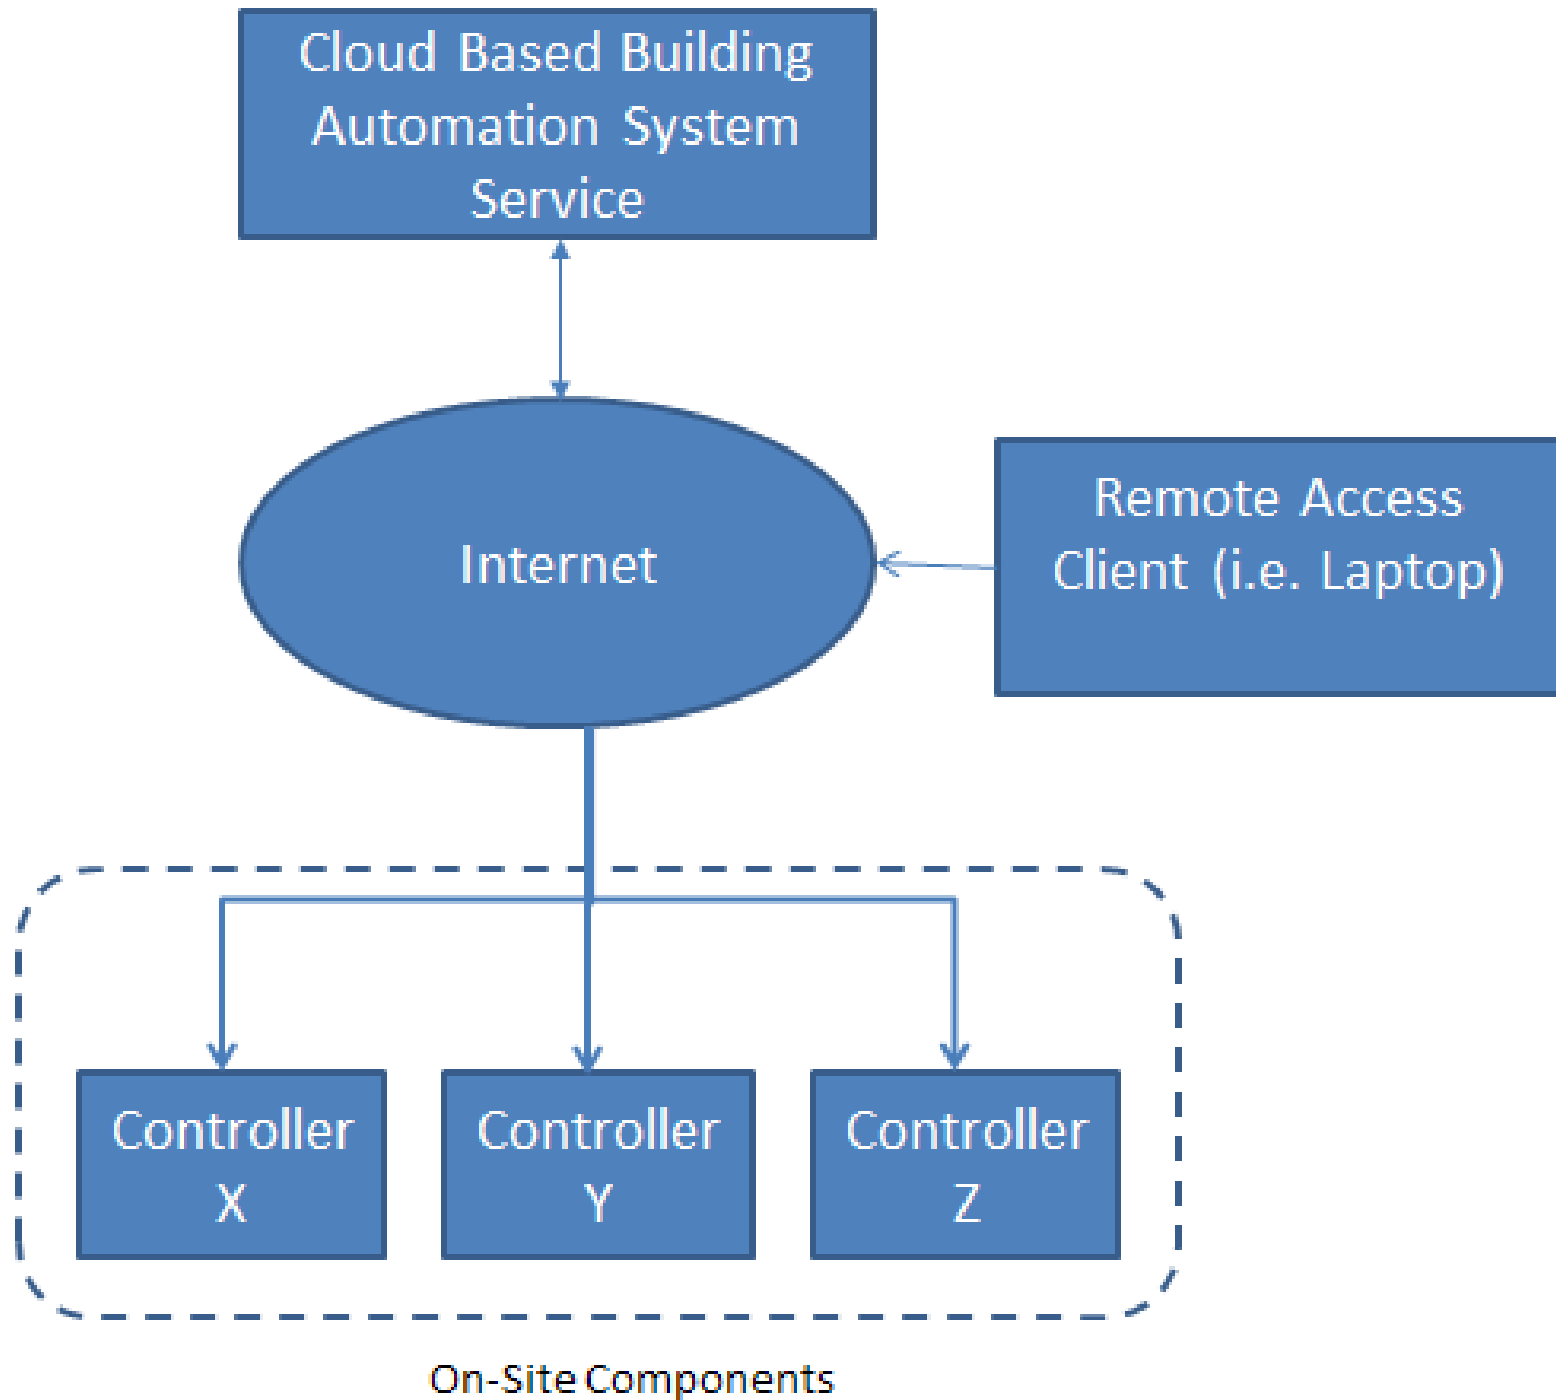 Cloud Based Building
Automation System
Service
Internet
Remote Access
Client (i.e. Laptop)
Controller
X
Controller
Y
Controller
Z
On-Site Components